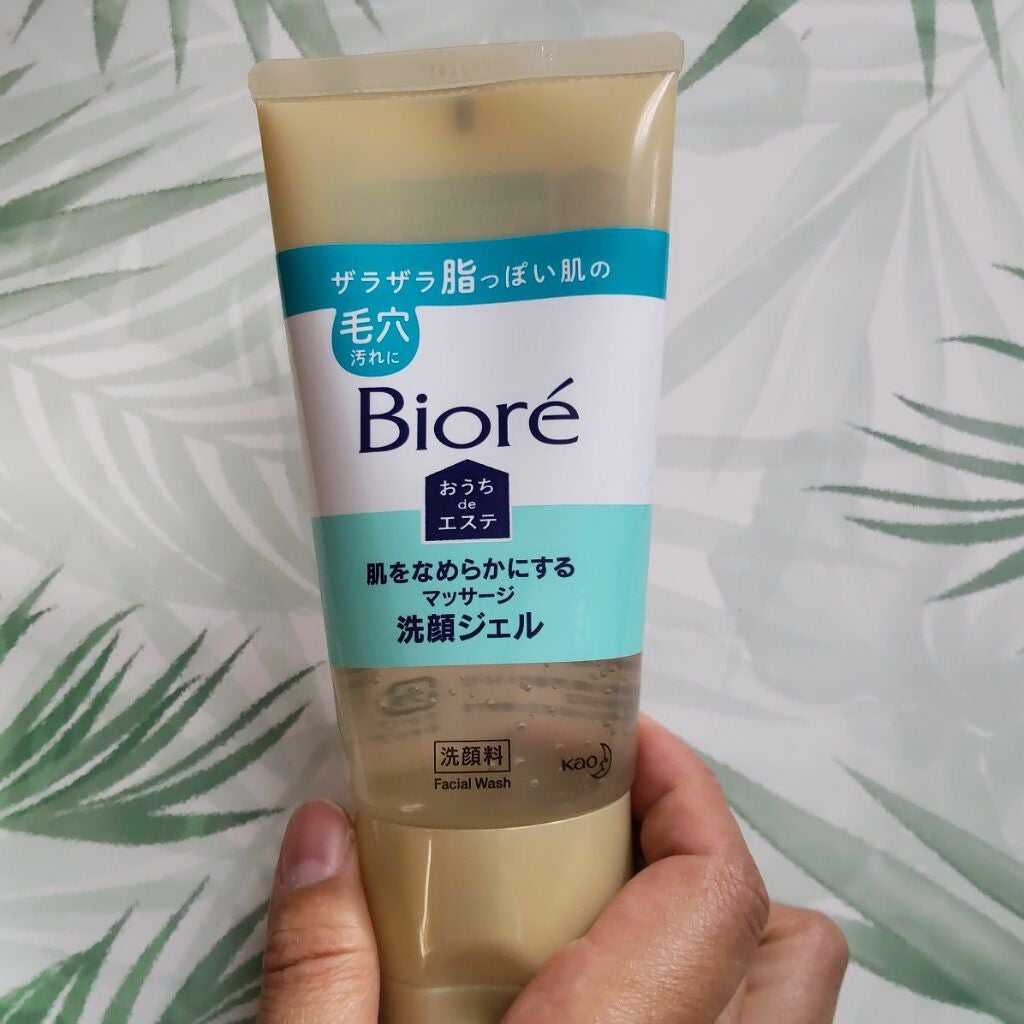 ザラザラ脂っぽい肌の
毛穴
汚れに
Bioré
おうち
de
エステ
肌をなめらかにする
マッサージ
洗顔ジェル
洗顔料
Facial Wash
Kao